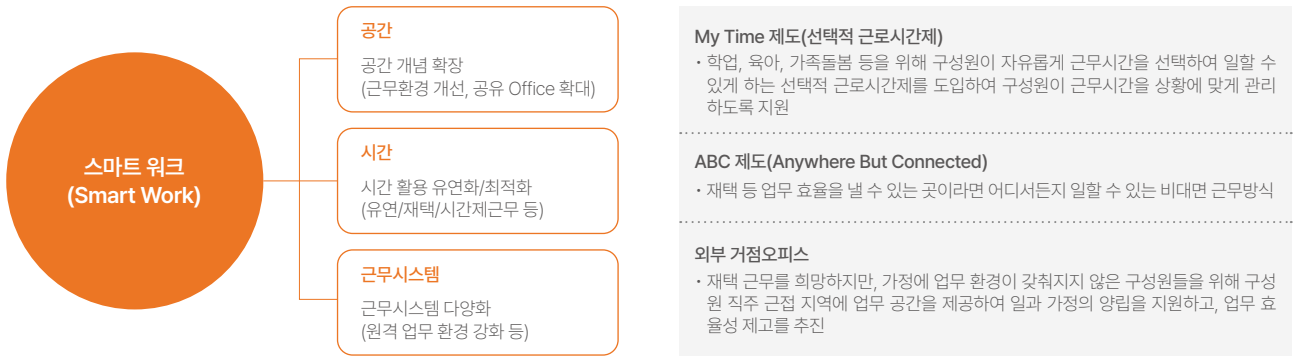 스마트 워크
(Smart Work)
공간
공간 개념 확장
(근무환경 개선, 공유 Office 확대)
시간
시간 활용 유연화/최적화
(유연/재택/시간제근무 등)
근무시스템
근무시스템 다양화
(원격 업무 환경 강화 등)
My Time 제도(선택적 근로시간제)
· 학업, 육아, 가족돌봄 등을 위해 구성원이 자유롭게 근무시간을 선택하여 일할 수
있게 하는 선택적 근로시간제를 도입하여 구성원이 근무시간을 상황에 맞게 관리
하도록 지원
ABC 제도(Anywhere But Connected)
· 재택 등 업무 효율을 낼 수 있는 곳이라면 어디서든지 일할 수 있는 비대면 근무방식
외부 거점오피스
· 재택 근무를 희망하지만, 가정에 업무 환경이 갖춰지지 않은 구성원들을 위해 구성
원 직주 근접 지역에 업무 공간을 제공하여 일과 가정의 양립을 지원하고, 업무 효
율성 제고를 추진